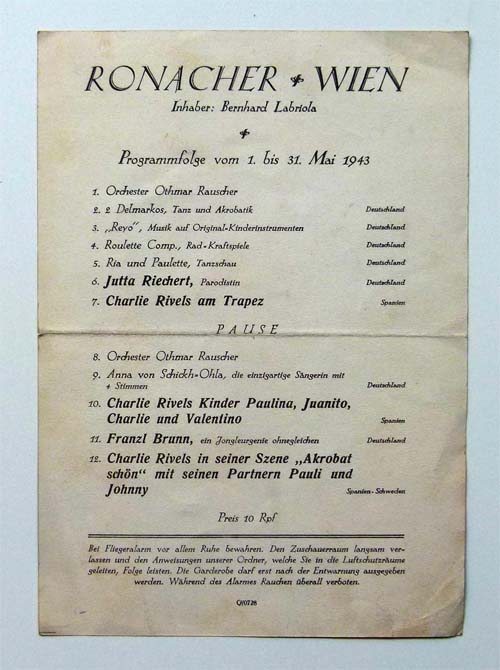 RONACHER ✦ WIEN
Inhaber: Bernhard Labriola
Programmfolge vom 1. bis 31. Mai 1943
1. Orchester Othmar Rauscher
2. 2 Delmarkos, Tanz und Akrobatik Deutschland
3. „Reyo", Musik auf Original-Kinderinstrumenten Deutschland
4. Roulette Comp., Rad-Kraftspiele Deutschland
5. Ria und Paulette, Tanzschau Deutschland
6. Jutta Riechert, Parodistin Deutschland
7. Charlie Rivels am Trapez Spanien
PAUSE
8. Orchester Othmar Rauscher
9. Anna von Schickh-Ohla, die einzigartige Sängerin mit
4 Stimmen Deutschland
10. Charlie Rivels Kinder Paulina, Juanito,
Charlie und Valentino Spanien
11. Franzl Brunn, ein Jongleurgenie ohnegleichen Deutschland
12. Charlie Rivels in seiner Szene „Akrobat
schön" mit seinen Partnern Pauli und
Johnny Spanien-Schweden
Preis 10 Rpf
Bei Fliegeralarm vor allem Ruhe bewahren. Den Zuschauerraum langsam ver-
lassen und den Anweisungen unserer Ordner, welche Sie in die Luftschutzräume
geleiten, Folge leisten. Die Garderobe darf erst nach der Entwarnung ausgegeben
werden. Während des Alarmes Rauchen überall verboten.